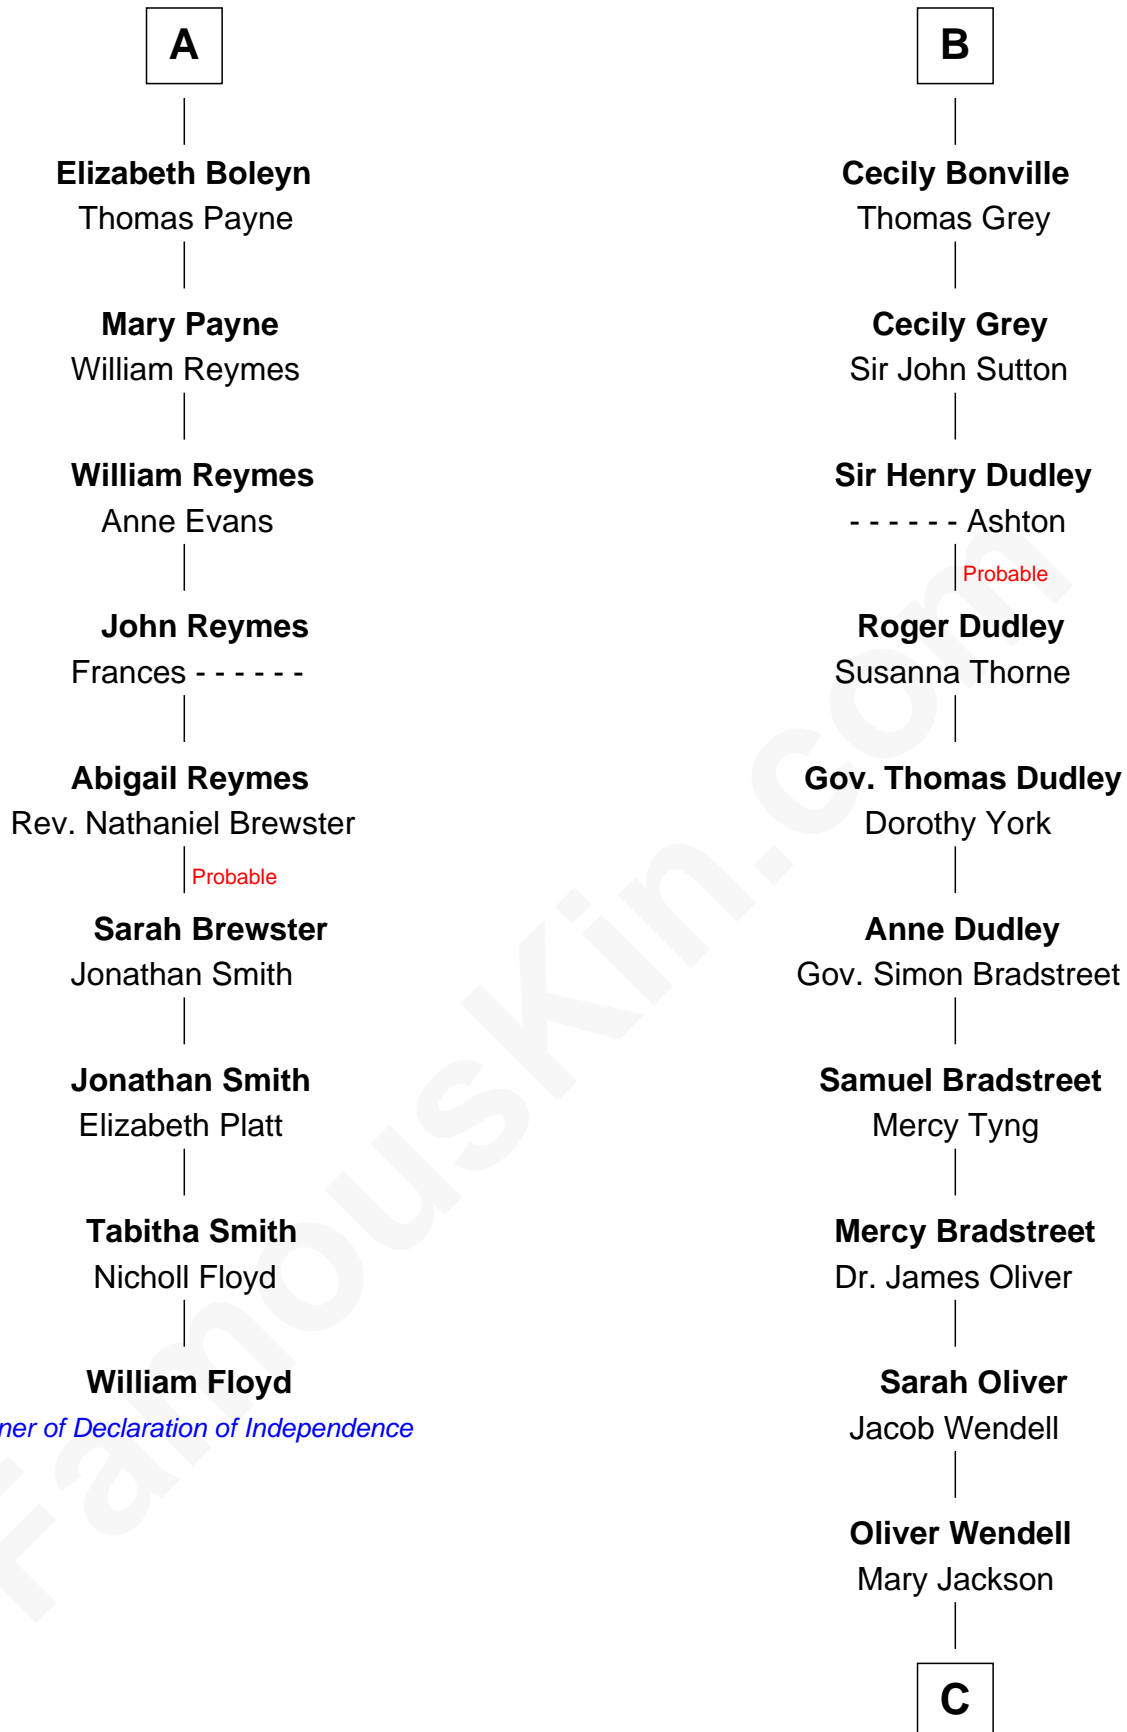 A
Elizabeth Boleyn
Thomas Payne
Mary Payne
William Reymes
William Reymes
Anne Evans
John Reymes
Frances - - - - - -
Abigail Reymes
Rev. Nathaniel Brewster
Probable
Sarah Brewster
Jonathan Smith
Jonathan Smith
Elizabeth Platt
Tabitha Smith
Nicholl Floyd
William Floyd
ner of Declaration of Independence
B
Cecily Bonville
Thomas Grey
Cecily Grey
Sir John Sutton
Sir Henry Dudley
- - - - - - Ashton
Probable
Roger Dudley
Susanna Thorne
Gov. Thomas Dudley
Dorothy York
Anne Dudley
Gov. Simon Bradstreet
Samuel Bradstreet
Mercy Tyng
Mercy Bradstreet
Dr. James Oliver
Sarah Oliver
Jacob Wendell
Oliver Wendell
Mary Jackson
C
FamousKin.com